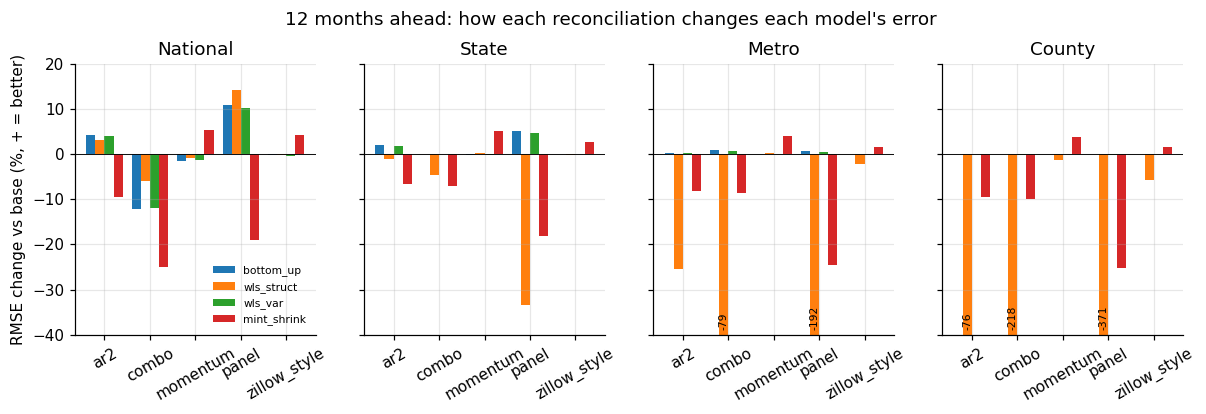 12 months ahead: how each reconciliation changes each model's error
National
State
Metro
County
RMSE change vs base (%, + = better)
20
10
0
−10
−20
−30
−40
bottom_up
wls_struct
wls_var
mint_shrink
-79
-192
-76
-218
-371
ar2
combo
momentum
panel
zillow_style
ar2
combo
momentum
panel
zillow_style
ar2
combo
momentum
panel
zillow_style
ar2
combo
momentum
panel
zillow_style